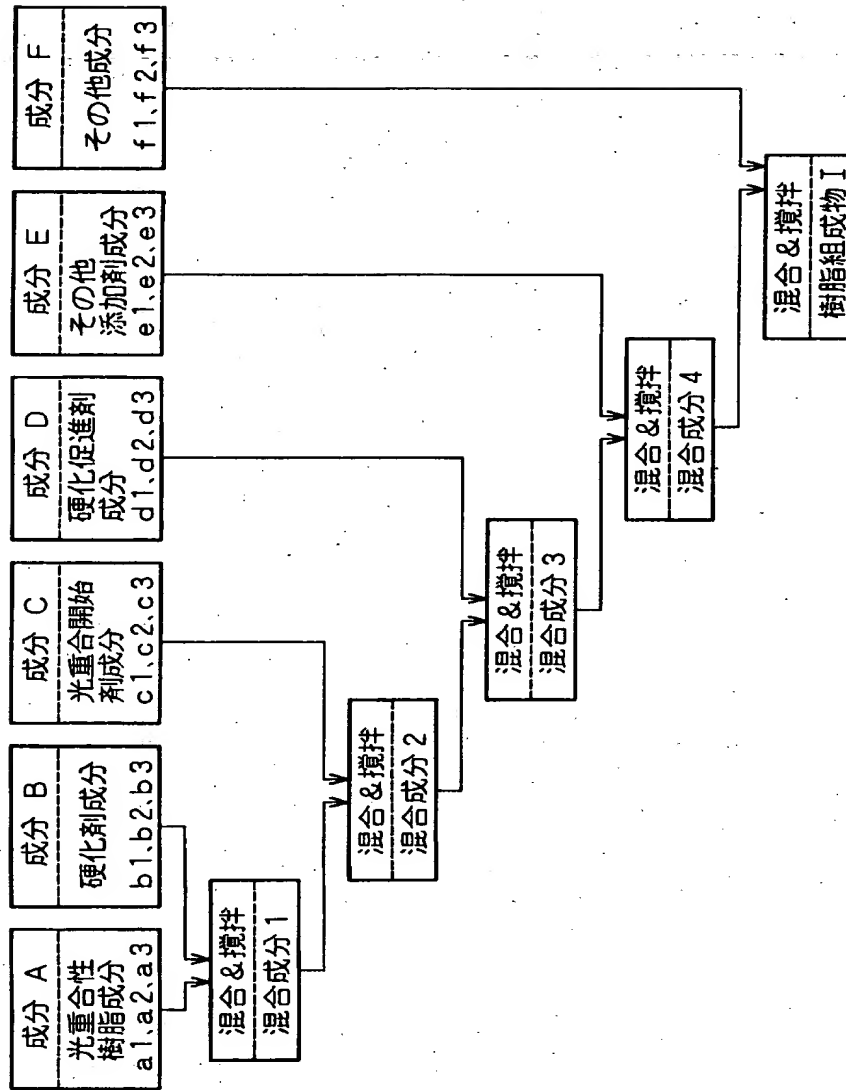 成分 A
光重合性
樹脂成分
a1、a2、a3
成分 B
硬化剤成分
b1、b2、b3
成分 C
光重合開始
剤成分
c1、c2、c3
成分 D
硬化促進剤
成分
d1、d2、d3
成分 E
その他
添加剤成分
e1、e2、e3
成分 F
その他成分
f1、f2、f3
混合&攪拌
混合成分1
混合&攪拌
混合成分2
混合&攪拌
混合成分3
混合&攪拌
混合成分4
混合&攪拌
樹脂組成物 I